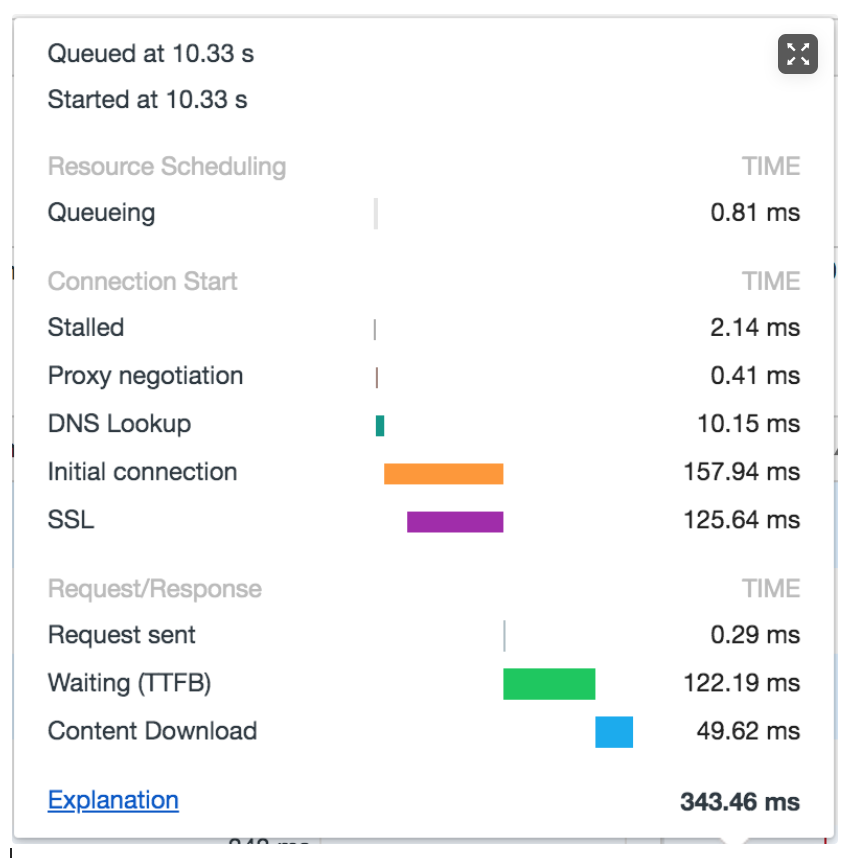 Queued at 10.33 s
Started at 10.33 s
Resource Scheduling TIME
Queueing 0.81 ms
Connection Start TIME
Stalled 2.14 ms
Proxy negotiation 0.41 ms
DNS Lookup 10.15 ms
Initial connection 157.94 ms
SSL 125.64 ms
Request/Response TIME
Request sent 0.29 ms
Waiting (TTFB) 122.19 ms
Content Download 49.62 ms
Explanation 343.46 ms